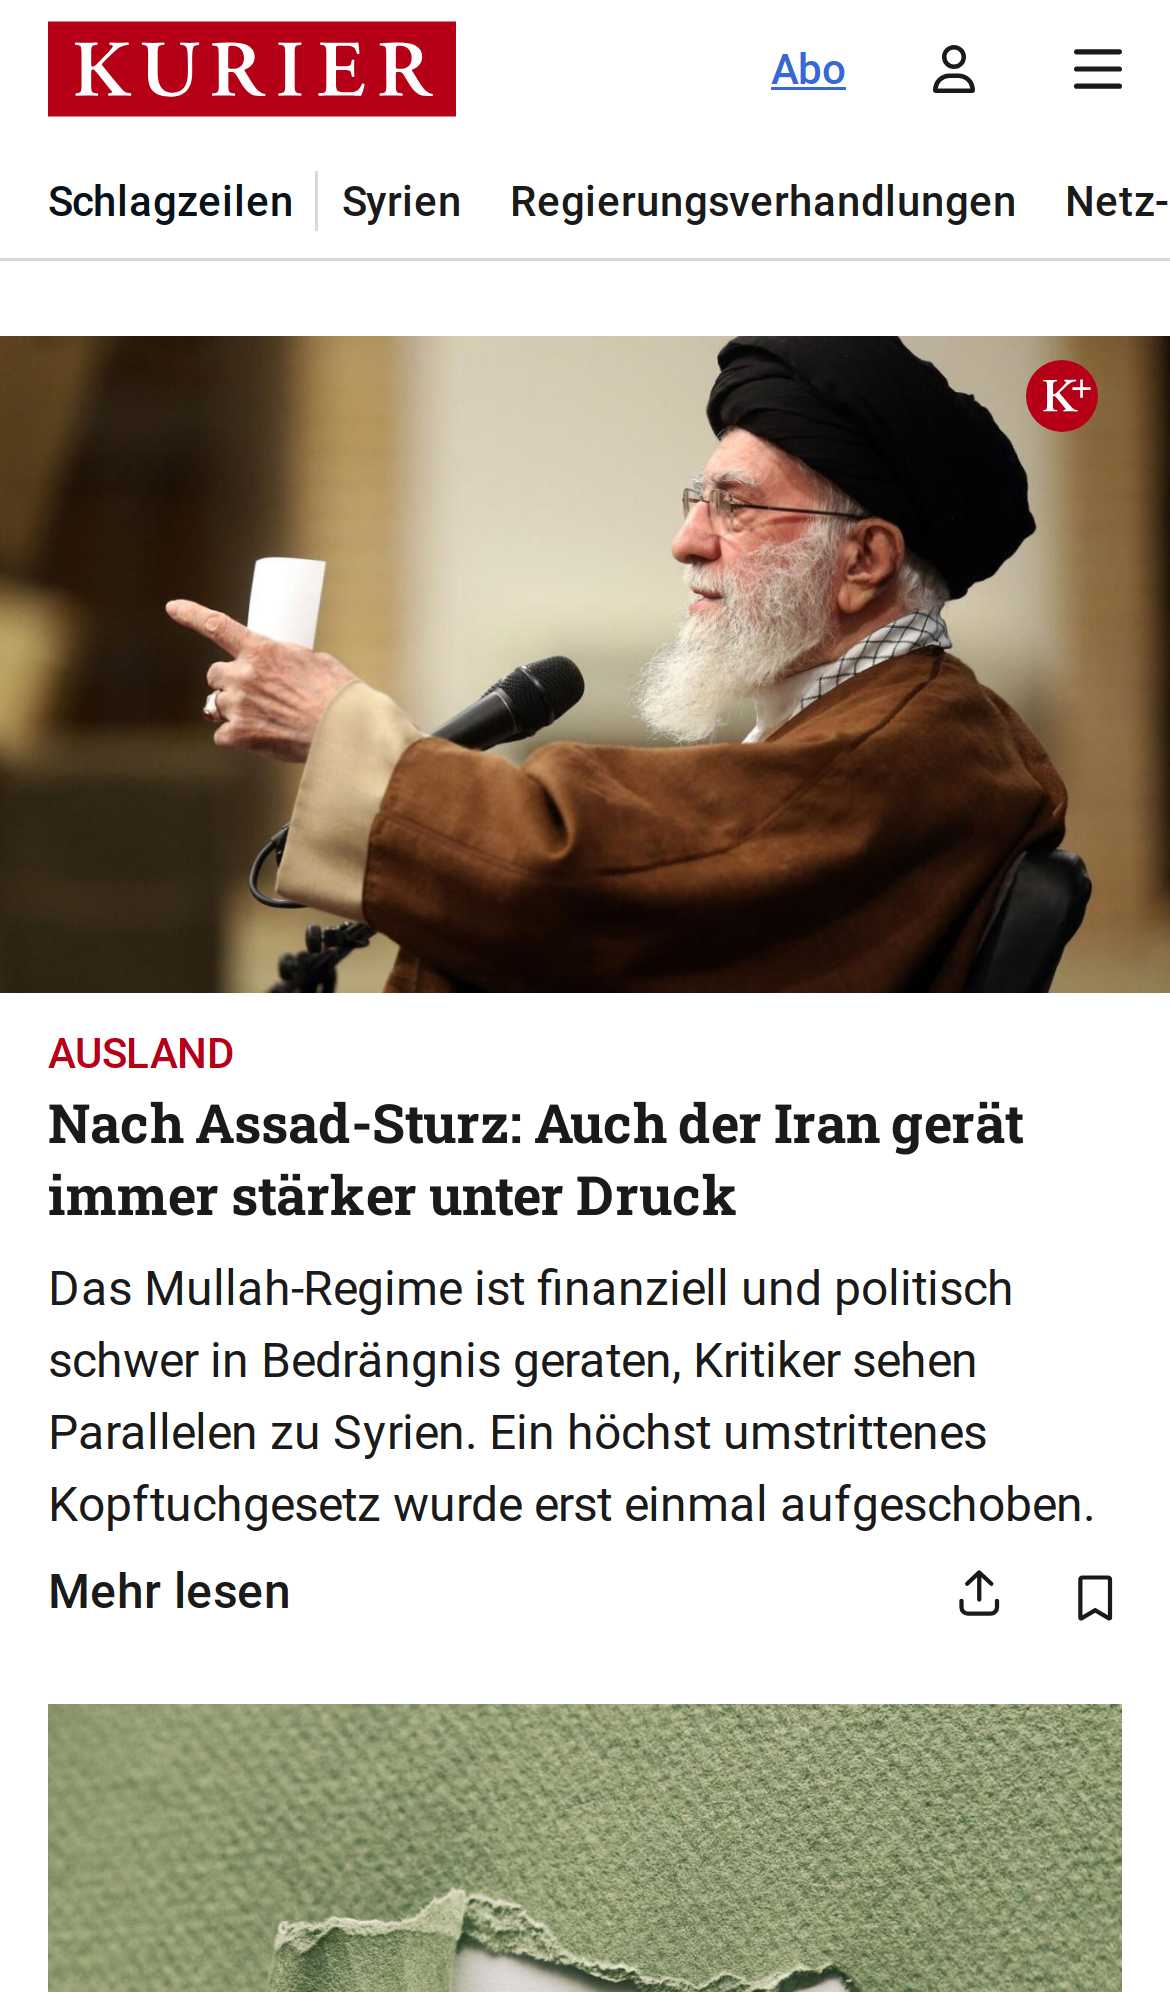 KURIER
Abo
Schlagzeilen Syrien Regierungsverhandlungen Netz-
K+
AUSLAND
Nach Assad-Sturz: Auch der Iran gerät
immer stärker unter Druck
Das Mullah-Regime ist finanziell und politisch
schwer in Bedrängnis geraten, Kritiker sehen
Parallelen zu Syrien. Ein höchst umstrittenes
Kopftuchgesetz wurde erst einmal aufgeschoben.
Mehr lesen